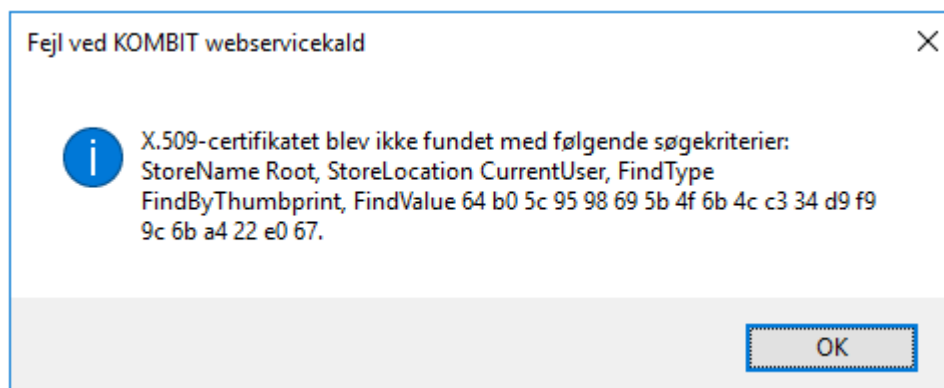 Fejl ved KOMBIT webservicekald
X.509-certifikatet blev ikke fundet med følgende søgekriterier:
StoreName Root, StoreLocation CurrentUser, FindType
FindByThumbprint, FindValue 64 b0 5c 95 98 69 5b 4f 6b 4c c3 34 d9 f9
9c 6b a4 22 e0 67.
OK